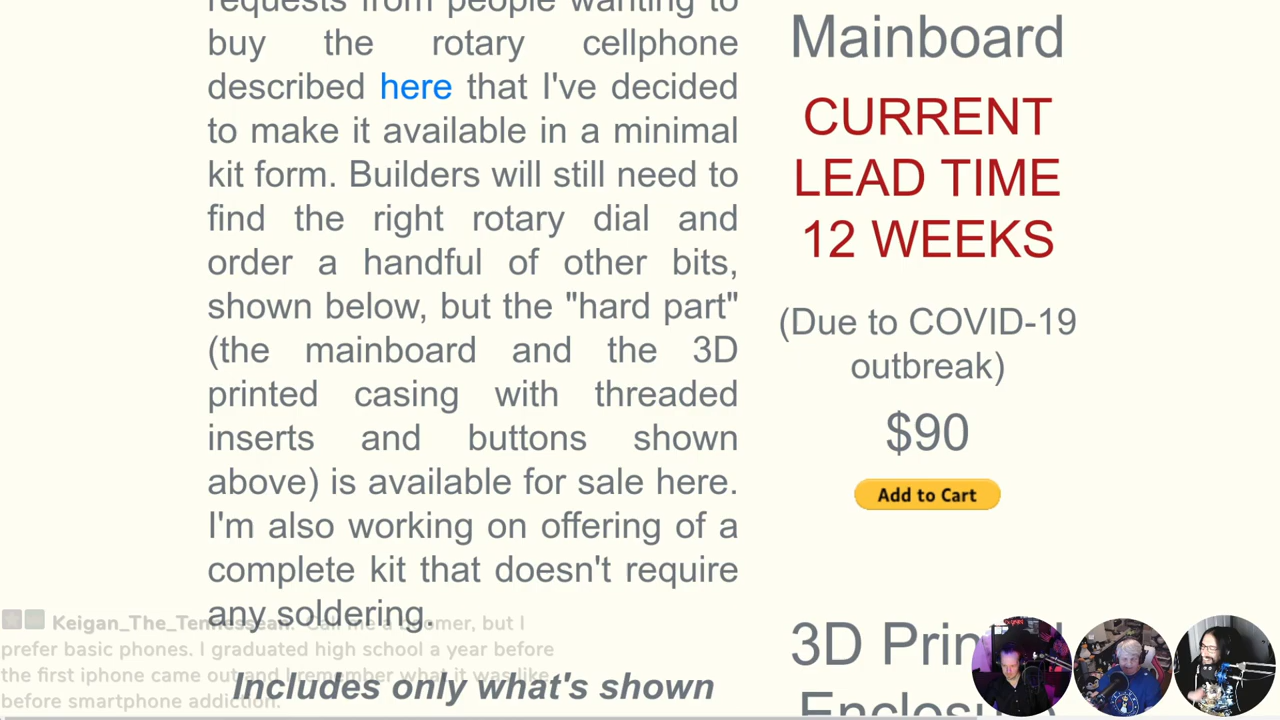 requests from people wanting to
buy the rotary cellphone
described here that I've decided
to make it available in a minimal
kit form. Builders will still need to
find the right rotary dial and
order a handful of other bits,
shown below, but the "hard part"
(the mainboard and the 3D
printed casing with threaded
inserts and buttons shown
above) is available for sale here.
I'm also working on offering of a
complete kit that doesn't require
any soldering.
Includes only what's shown
Mainboard
CURRENT
LEAD TIME
12 WEEKS
(Due to COVID-19
outbreak)
$90
Add to Cart
3D Printed
Enclosure
Keigan_The_Tennessean: Call me a boomer, but I
prefer basic phones. I graduated high school a year before
the first iphone came out and I remember what it was like
before smartphone addiction.